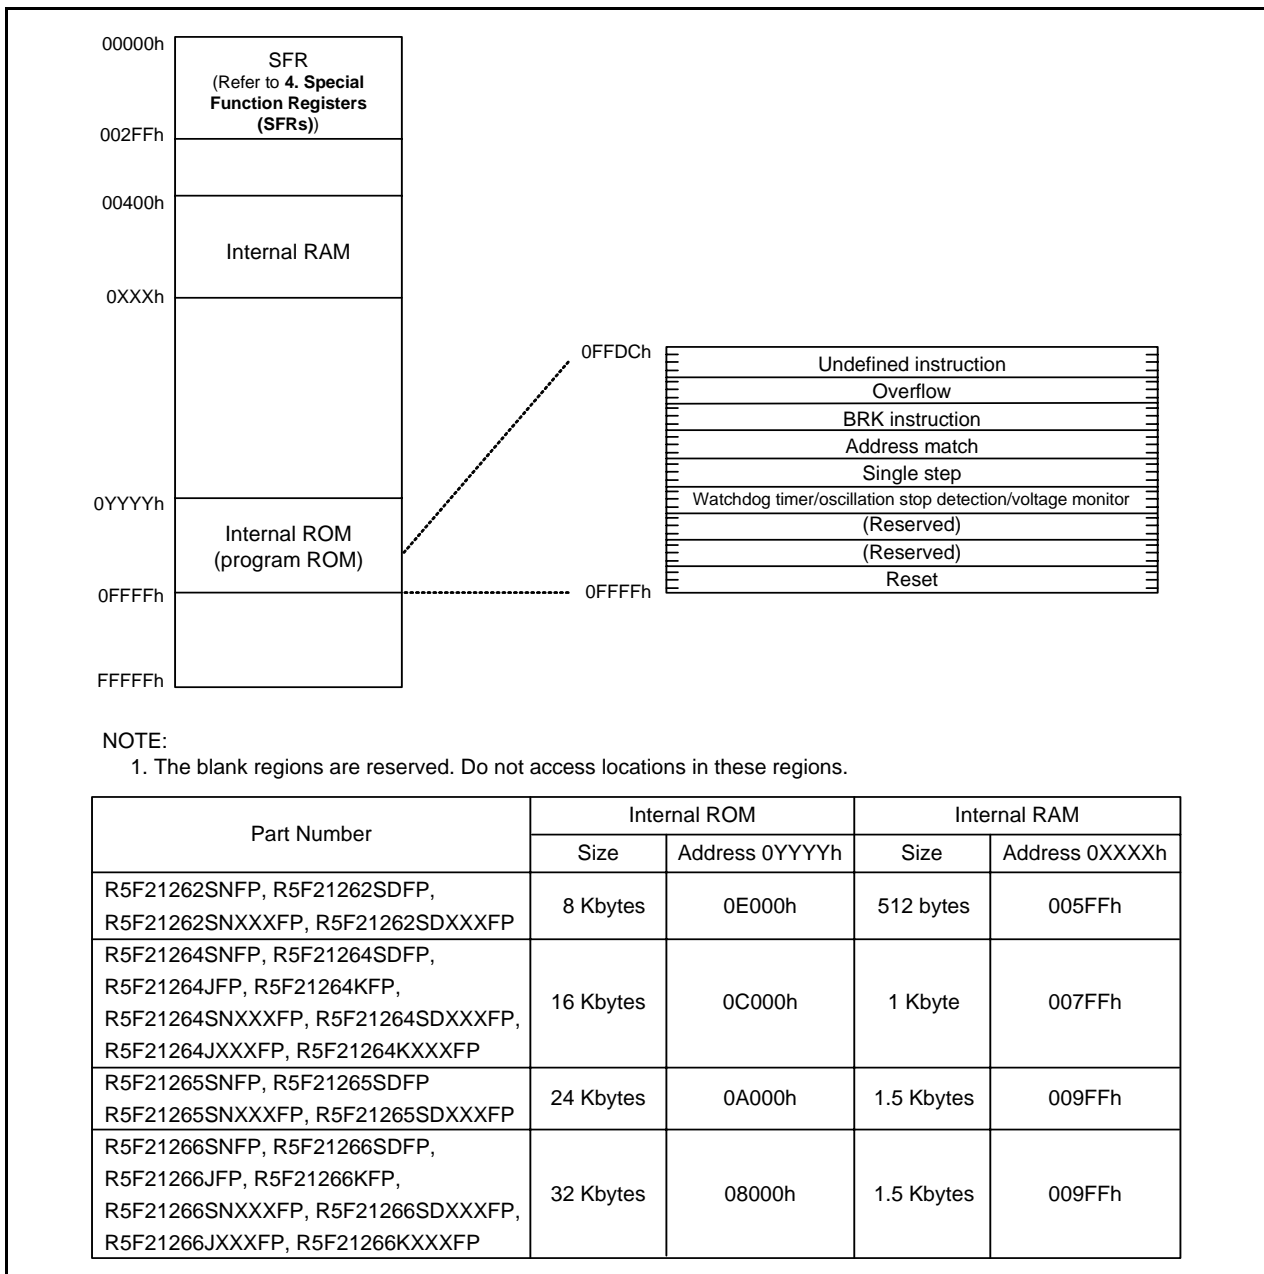 00000h
SFR
(Refer to 4. Special
Function Registers
(SFRs))
002FFh
00400h
Internal RAM
0XXXh
0YYYYh
Internal ROM
(program ROM)
0FFFFh
FFFFFh
0FFDCh
Undefined instruction
Overflow
BRK instruction
Address match
Single step
Watchdog timer/oscillation stop detection/voltage monitor
(Reserved)
(Reserved)
Reset
0FFFFh
NOTE:
1. The blank regions are reserved. Do not access locations in these regions.
Part Number
Internal ROM
Internal RAM
Size
Address 0YYYYh
Size
Address 0XXXXh
R5F21262SNFP, R5F21262SDFP,
R5F21262SNXXXFP, R5F21262SDXXXFP
8 Kbytes
0E000h
512 bytes
005FFh
R5F21264SNFP, R5F21264SDFP,
R5F21264JFP, R5F21264KFP,
R5F21264SNXXXFP, R5F21264SDXXXFP,
R5F21264JXXXFP, R5F21264KXXXFP
16 Kbytes
0C000h
1 Kbyte
007FFh
R5F21265SNFP, R5F21265SDFP
R5F21265SNXXXFP, R5F21265SDXXXFP
24 Kbytes
0A000h
1.5 Kbytes
009FFh
R5F21266SNFP, R5F21266SDFP,
R5F21266JFP, R5F21266KFP,
R5F21266SNXXXFP, R5F21266SDXXXFP,
R5F21266JXXXFP, R5F21266KXXXFP
32 Kbytes
08000h
1.5 Kbytes
009FFh